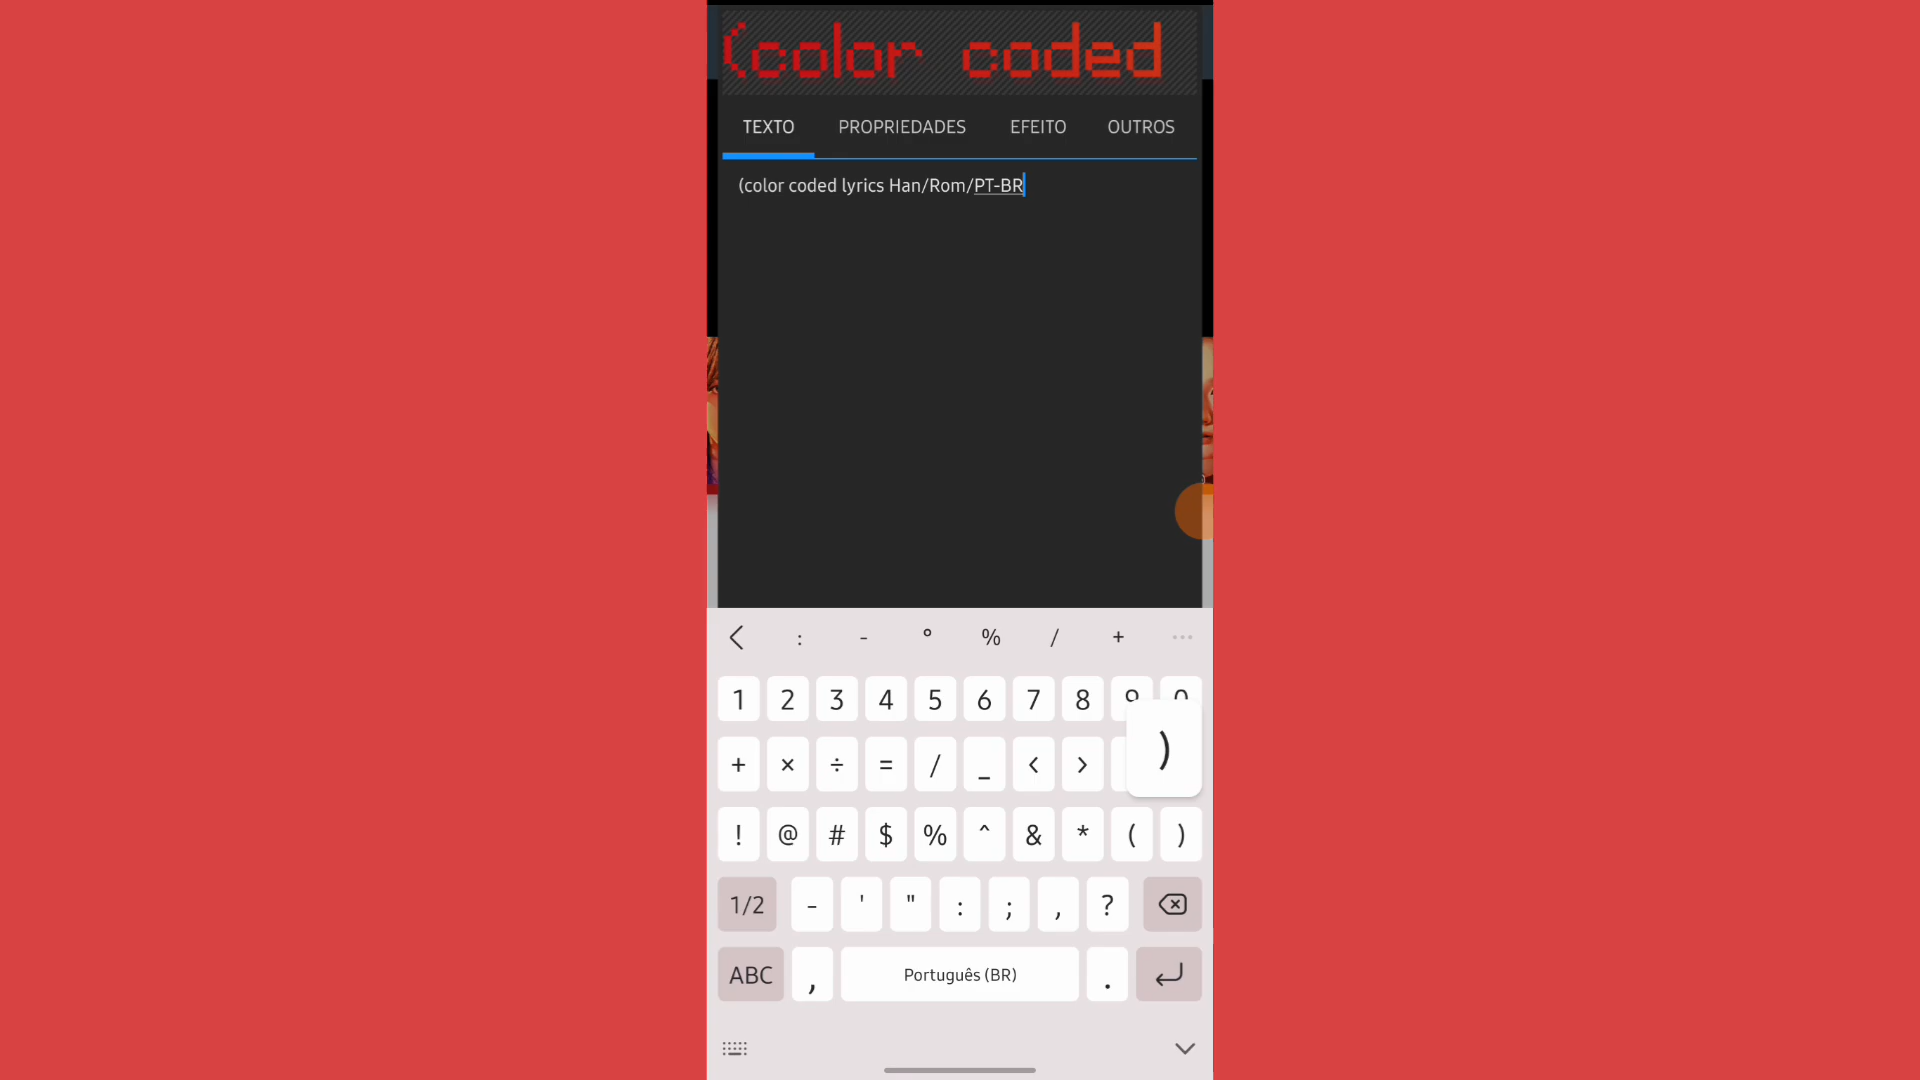 (color coded
TEXTO PROPRIEDADES EFEITO OUTROS
(color coded lyrics Han/Rom/PT-BR
: - ° % / + ...
1 2 3 4 5 6 7 8 9 0
+ × ÷ = / _ < > )
! @ # $ % ^ & * ( )
1/2 - ' " : ; , ?
ABC , Português (BR) .